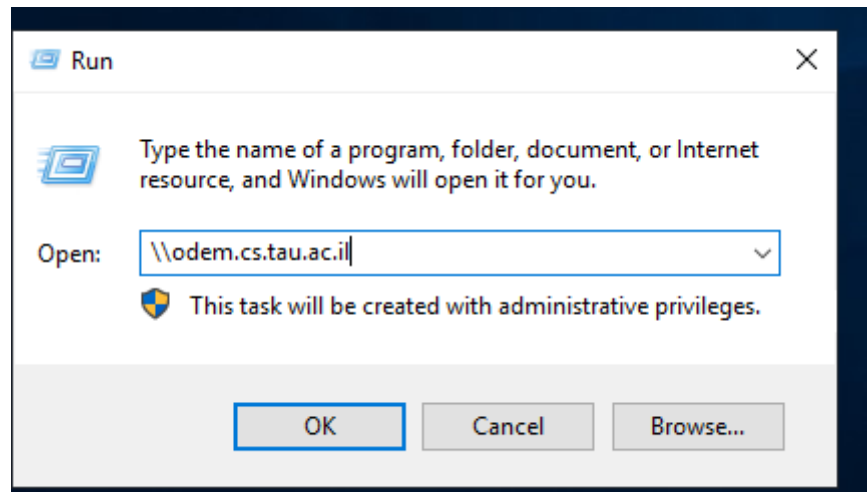 Run
Type the name of a program, folder, document, or Internet
resource, and Windows will open it for you.
Open: \\odem.cs.tau.ac.il
This task will be created with administrative privileges.
OK Cancel Browse...